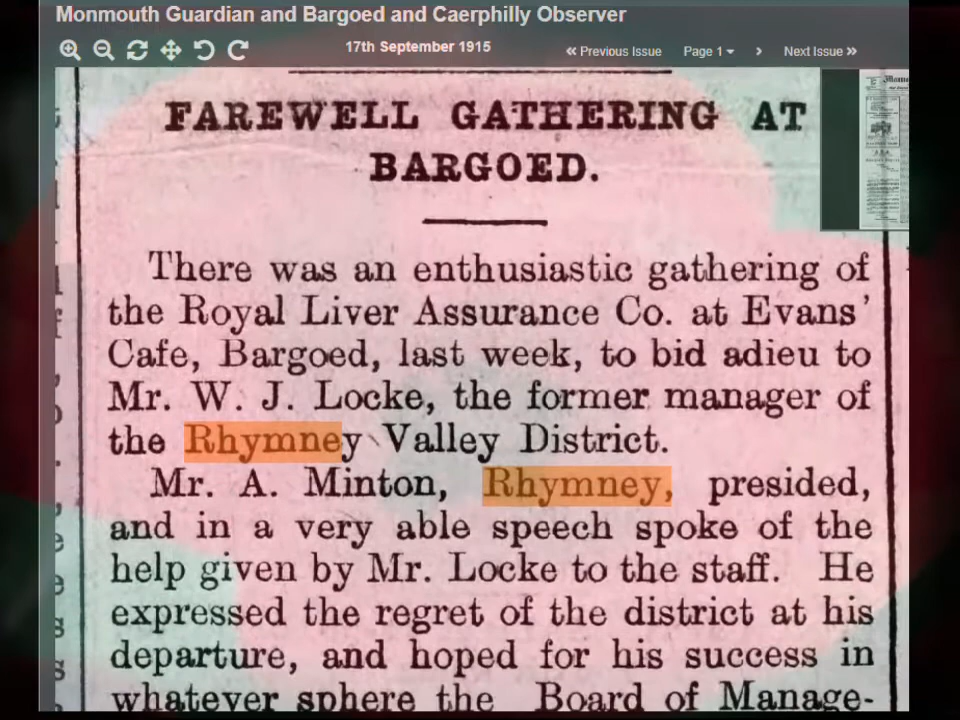 Monmouth Guardian and Bargoed and Caerphilly Observer
17th September 1915
Previous Issue
Page 1
Next Issue
FAREWELL GATHERING AT
BARGOED.
There was an enthusiastic gathering of
the Royal Liver Assurance Co. at Evans'
Cafe, Bargoed, last week, to bid adieu to
Mr. W. J. Locke, the former manager of
the Rhymney Valley District.
Mr. A. Minton, Rhymney, presided,
and in a very able speech spoke of the
help given by Mr. Locke to the staff. He
expressed the regret of the district at his
departure, and hoped for his success in
whatever sphere the Board of Manage-